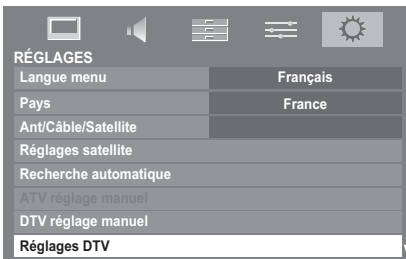 RÉGLAGES
Langue menu Français
Pays France
Ant/Câble/Satellite
Réglages satellite
Recherche automatique
ATV réglage manuel
DTV réglage manuel
Réglages DTV